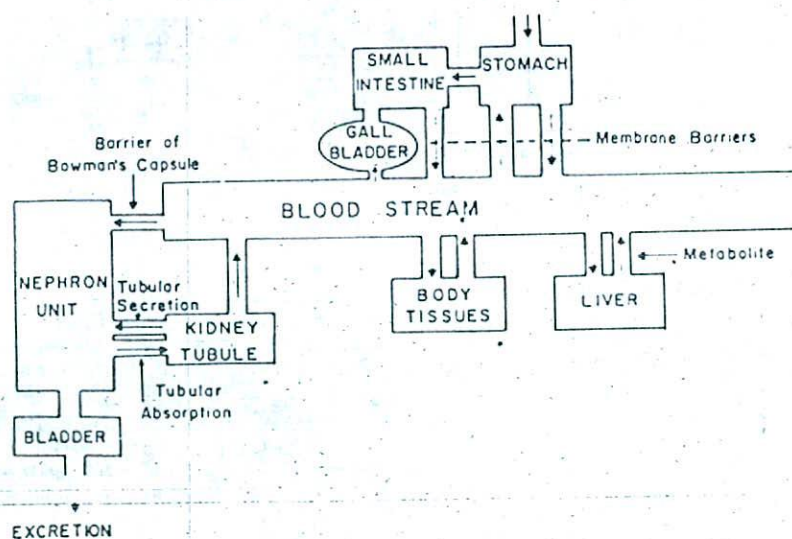 SMALL
INTESTINE
STOMACH
GALL
BLADDER
Membrane Barriers
Barrier of
Bowman's Capsule
BLOOD STREAM
NEPHRON
UNIT
Tubular
Secretion
KIDNEY
TUBULE
Tubular
Absorption
BODY
TISSUES
LIVER
Metabolite
BLADDER
EXCRETION